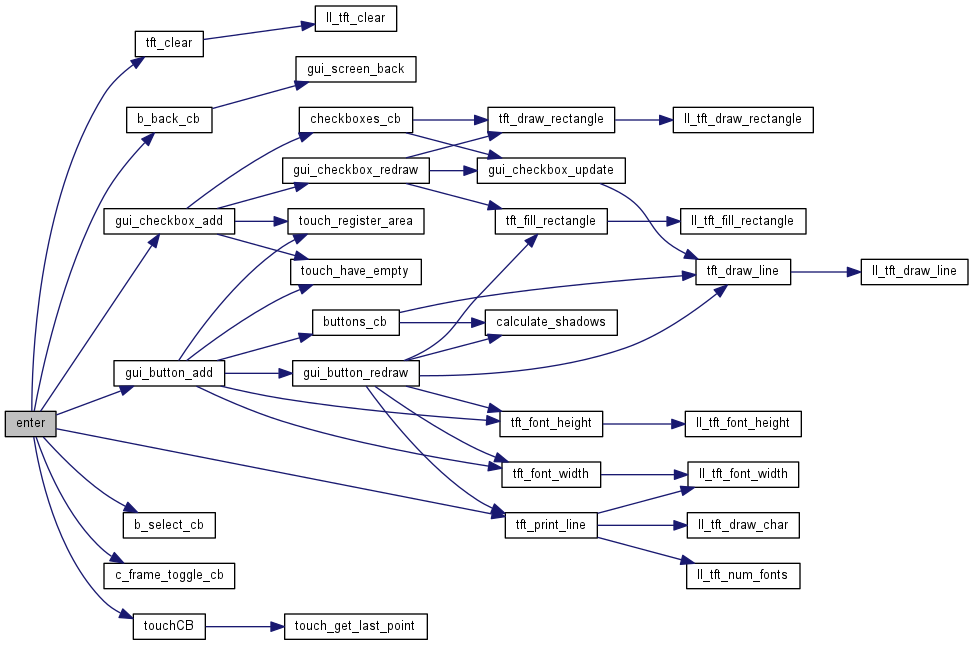 ll_tft_clear
tft_clear
gui_screen_back
b_back_cb
checkboxes_cb
tft_draw_rectangle
ll_tft_draw_rectangle
gui_checkbox_redraw
gui_checkbox_update
gui_checkbox_add
touch_register_area
tft_fill_rectangle
ll_tft_fill_rectangle
touch_have_empty
tft_draw_line
ll_tft_draw_line
buttons_cb
calculate_shadows
gui_button_add
gui_button_redraw
enter
tft_font_height
ll_tft_font_height
tft_font_width
ll_tft_font_width
b_select_cb
tft_print_line
ll_tft_draw_char
c_frame_toggle_cb
ll_tft_num_fonts
touchCB
touch_get_last_point